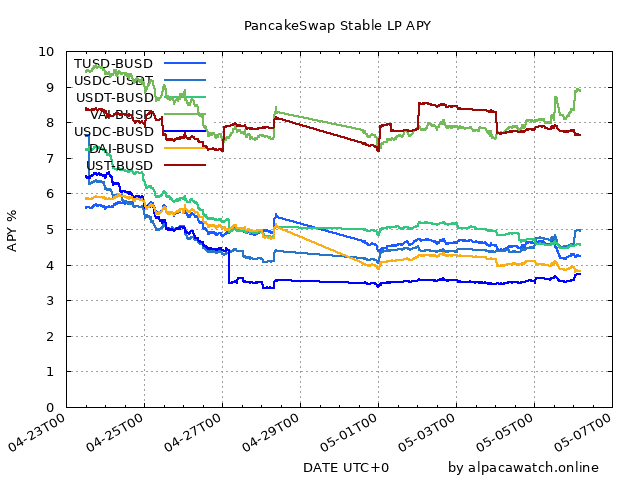 PancakeSwap Stable LP APY
TUSD-BUSD
USDC-USDT
USDT-BUSD
VAI-BUSD
USDC-BUSD
DAI-BUSD
UST-BUSD
APY %
10
9
8
7
6
5
4
3
2
1
0
04-23T00
04-25T00
04-27T00
04-29T00
05-01T00
05-03T00
05-05T00
05-07T00
DATE UTC+0
by alpacawatch.online